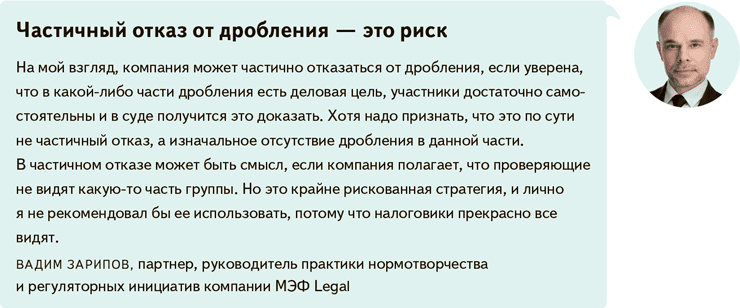 Частичный отказ от дробления — это риск
На мой взгляд, компания может частично отказаться от дробления, если уверена,
что в какой-либо части дробления есть деловая цель, участники достаточно само-
стоятельны и в суде получится это доказать. Хотя надо признать, что это по сути
не частичный отказ, а изначальное отсутствие дробления в данной части.
В частичном отказе может быть смысл, если компания полагает, что проверяющие
не видят какую-то часть группы. Но это крайне рискованная стратегия, и лично
я не рекомендовал бы ее использовать, потому что налоговики прекрасно все
видят.
ВАДИМ ЗАРИПОВ, партнер, руководитель практики нормотворчества
и регуляторных инициатив компании МЭФ Legal